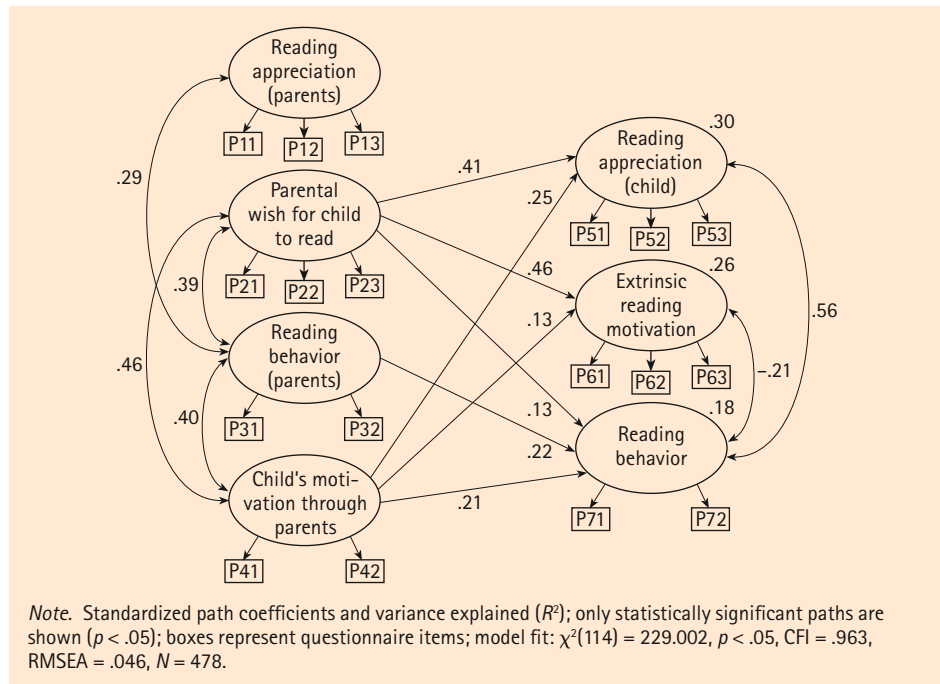 Reading
appreciation
(parents)
P11
P12
P13
.29
Parental
wish for child
to read
P21
P22
P23
.39
Reading
behavior
(parents)
P31
P32
.46
.40
Child's moti-
vation through
parents
P41
P42
.41
.25
.46
.13
.13
.22
.21
Reading
appreciation
(child)
.30
P51
P52
P53
Extrinsic
reading
motivation
.26
P61
P62
P63
Reading
behavior
.18
P71
P72
.56
–.21
Note. Standardized path coefficients and variance explained (R²); only statistically significant paths are
shown (p < .05); boxes represent questionnaire items; model fit: χ²(114) = 229.002, p < .05, CFI = .963,
RMSEA = .046, N = 478.